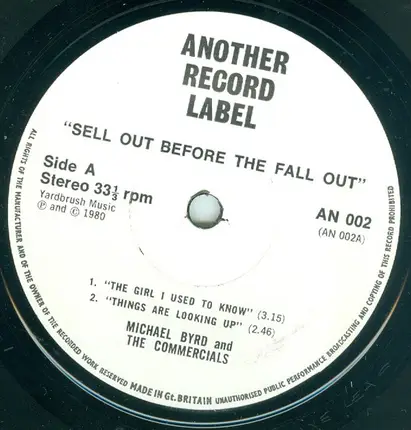 ANOTHER
RECORD
LABEL
"SELL OUT BEFORE THE FALL OUT"
Side A
Stereo 33⅓ rpm
Yardbrush Music
Ⓟ and © 1980
AN 002
(AN 002A)
1. "THE GIRL I USED TO KNOW" (3.15)
2. "THINGS ARE LOOKING UP" (2.46)
MICHAEL BYRD and
THE COMMERCIALS
ALL RIGHTS OF THE MANUFACTURER AND OF THE OWNER OF THE RECORDED WORK RESERVED MADE IN Gt. BRITAIN UNAUTHORISED PUBLIC PERFORMANCE BROADCASTING AND COPYING OF THIS RECORD PROHIBITED